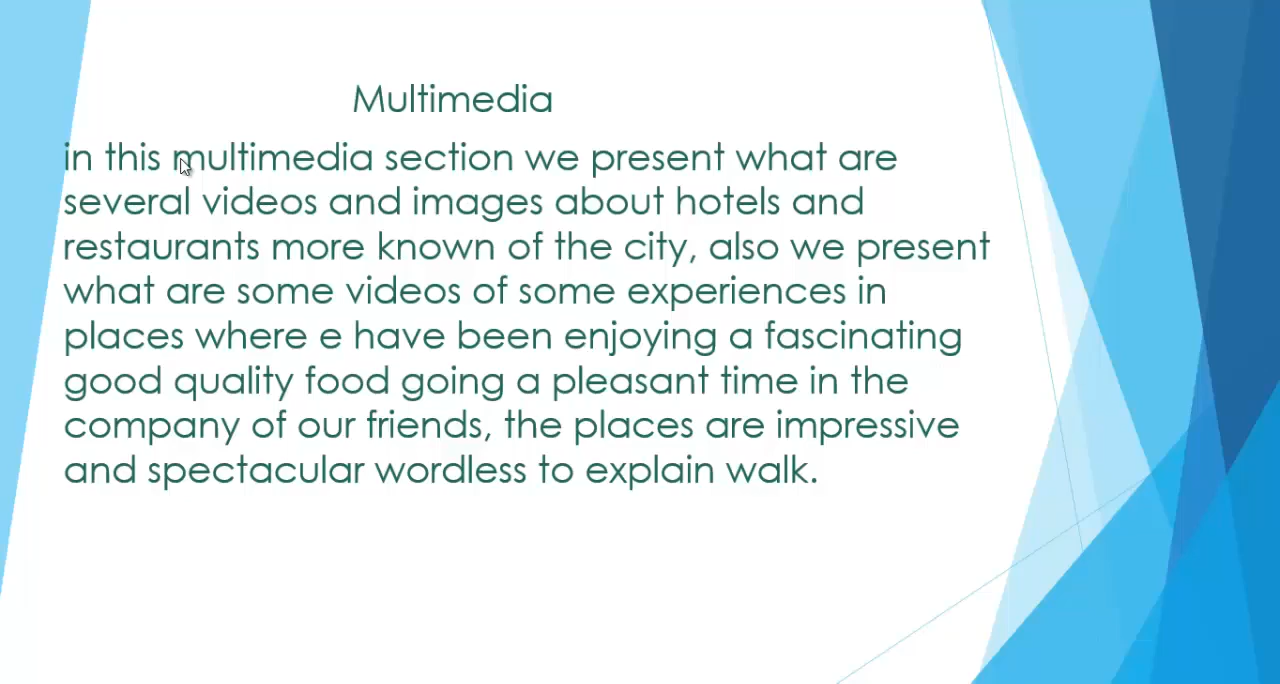 Multimedia
in this multimedia section we present what are
several videos and images about hotels and
restaurants more known of the city, also we present
what are some videos of some experiences in
places where e have been enjoying a fascinating
good quality food going a pleasant time in the
company of our friends, the places are impressive
and spectacular wordless to explain walk.